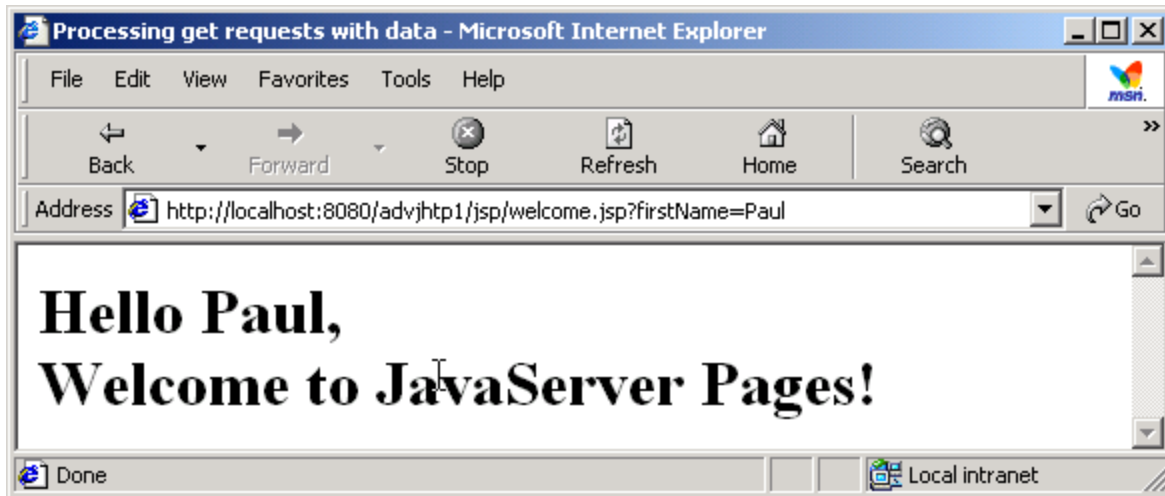 Processing get requests with data - Microsoft Internet Explorer
File Edit View Favorites Tools Help
msn.
Back Forward Stop Refresh Home Search »
Address http://localhost:8080/advjhtp1/jsp/welcome.jsp?firstName=Paul Go
Hello Paul,
Welcome to JavaServer Pages!
Done Local intranet